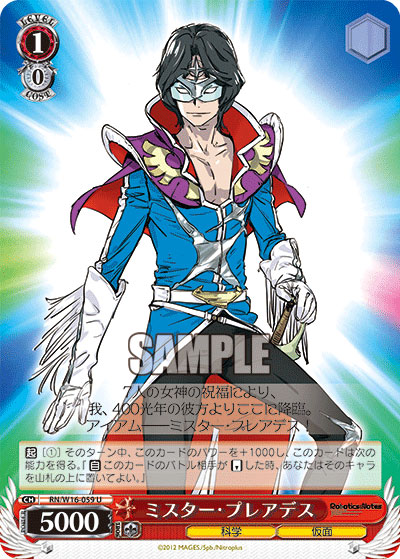 LEVEL
1
0
COST
SAMPLE
7人の女神の祝福により、
我、400光年の彼方よりここに降臨。
アイアム――ミスター・プレアデス!
起 [(1)] そのターン中、このカードのパワーを+1000し、このカードは次の
能力を得る。『自 このカードのバトル相手が した時、あなたはそのキャ
ラを山札の上に置いてよい。』
CH RN/W16-059 U
5000
ミスター・プレアデス
Robotics;Notes
科学 仮面
©2012 MAGES./5pb./Nitroplus